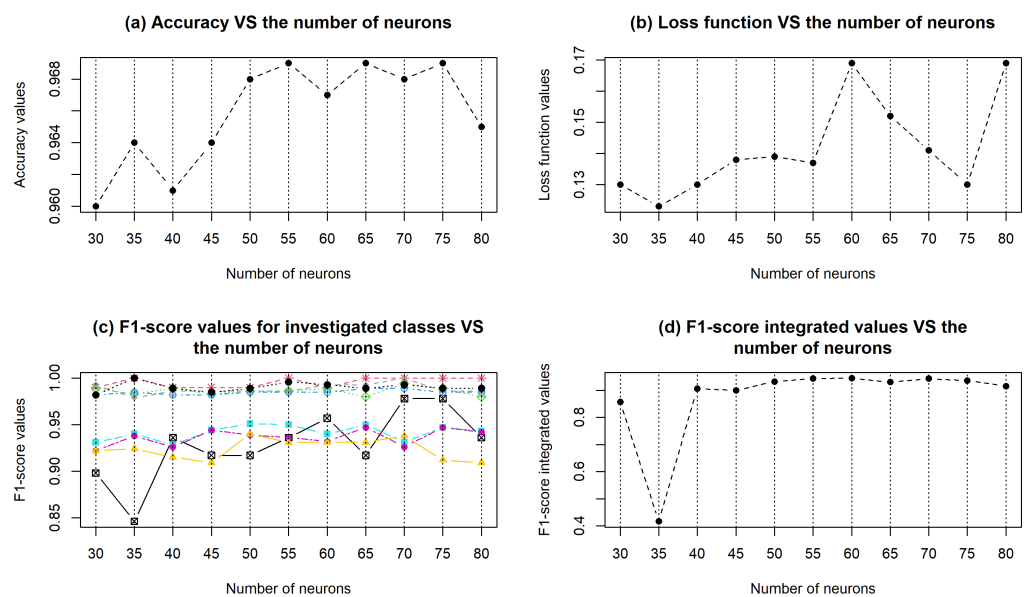 (a) Accuracy VS the number of neurons
Accuracy values
0.960 0.964 0.968
30 35 40 45 50 55 60 65 70 75 80
Number of neurons
(b) Loss function VS the number of neurons
Loss function values
0.13 0.15 0.17
30 35 40 45 50 55 60 65 70 75 80
Number of neurons
(c) F1-score values for investigated classes VS
the number of neurons
F1-score values
0.85 0.90 0.95 1.00
30 35 40 45 50 55 60 65 70 75 80
Number of neurons
(d) F1-score integrated values VS the
number of neurons
F1-score integrated values
0.4 0.6 0.8
30 35 40 45 50 55 60 65 70 75 80
Number of neurons